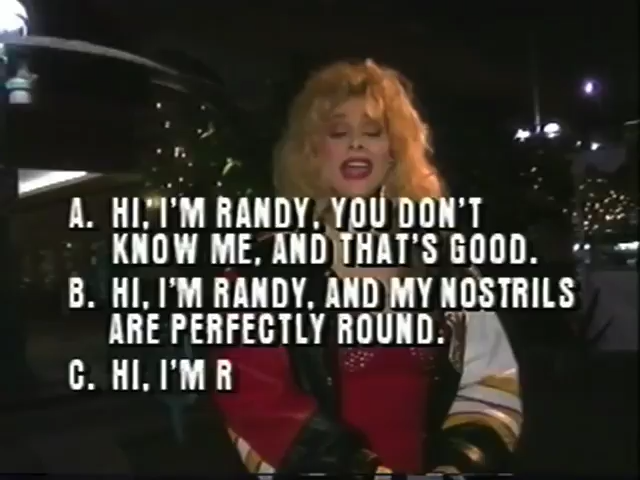 A. HI, I'M RANDY, YOU DON'T
KNOW ME, AND THAT'S GOOD.
B. HI, I'M RANDY, AND MY NOSTRILS
ARE PERFECTLY ROUND.
C. HI, I'M R